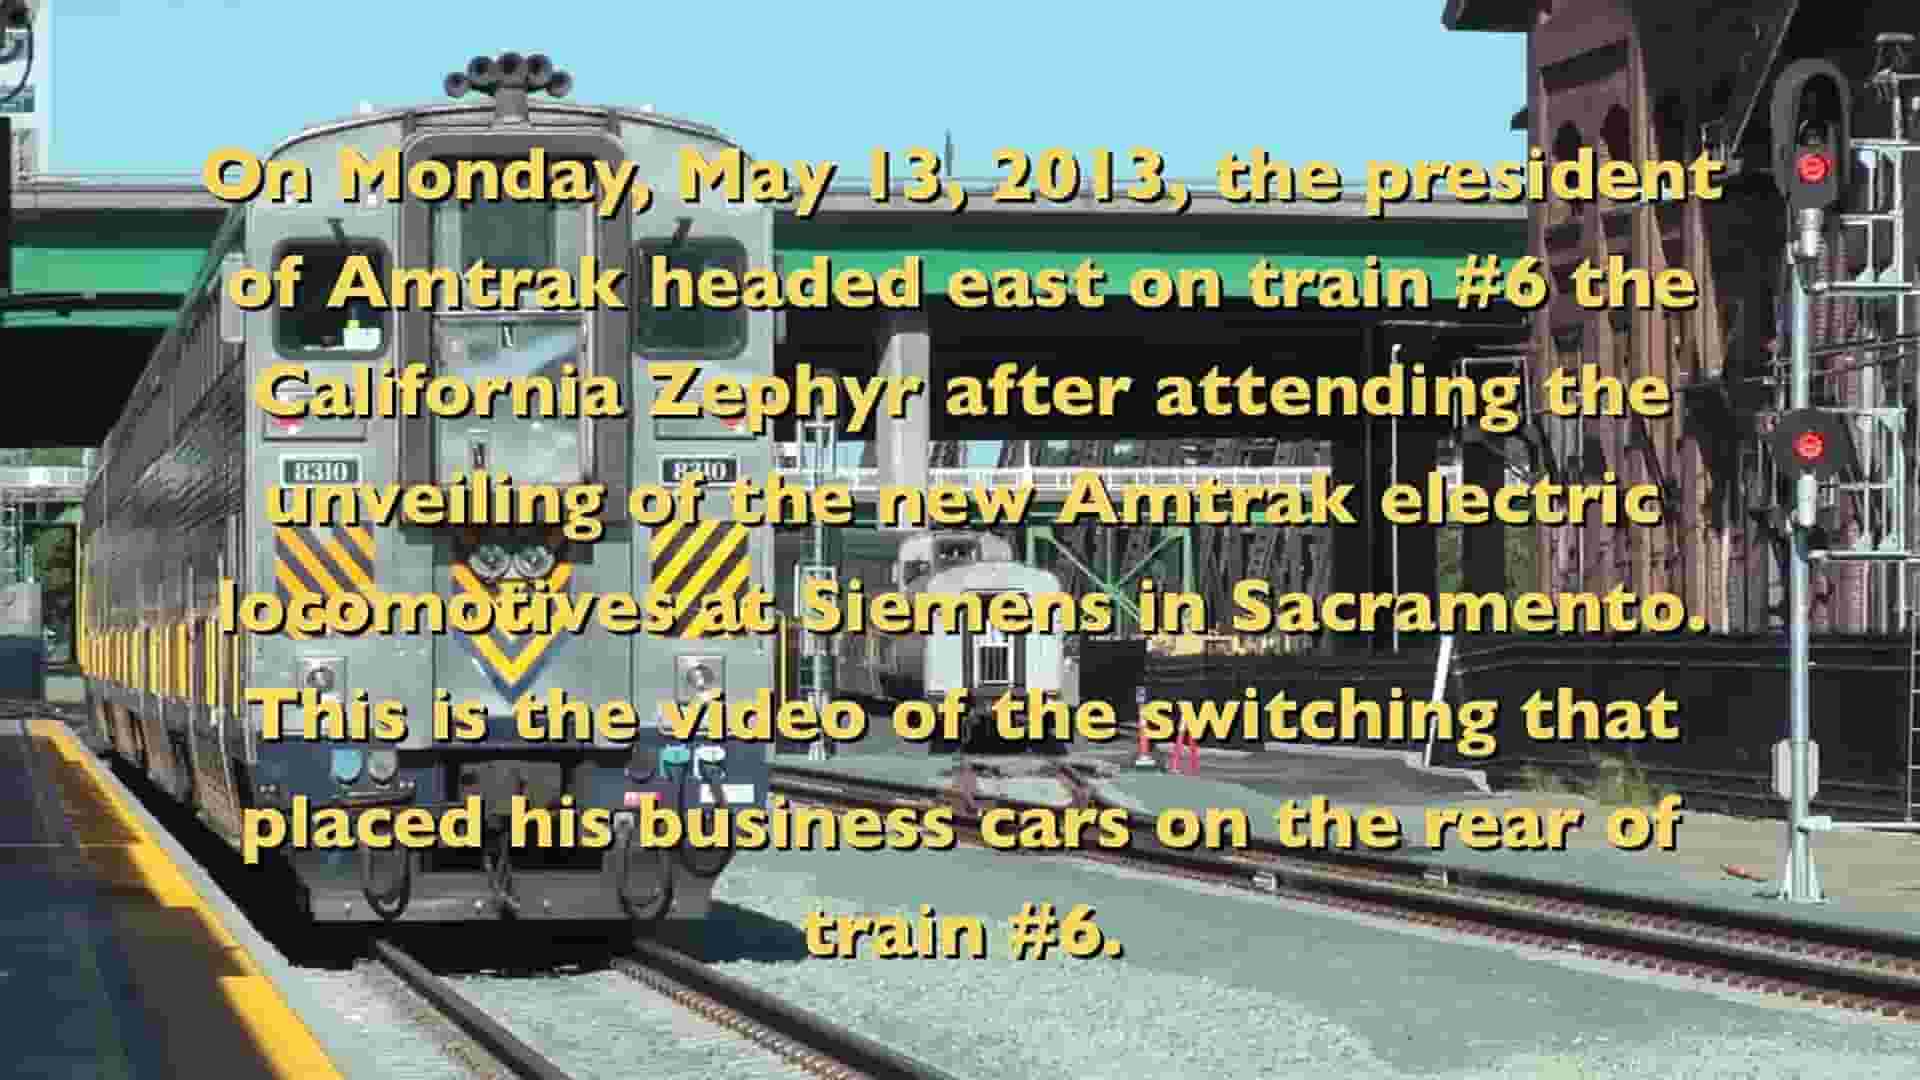 On Monday, May 13, 2013, the president
of Amtrak headed east on train #6 the
California Zephyr after attending the
unveiling of the new Amtrak electric
locomotives at Siemens in Sacramento.
This is the video of the switching that
placed his business cars on the rear of
train #6.
8310
8310